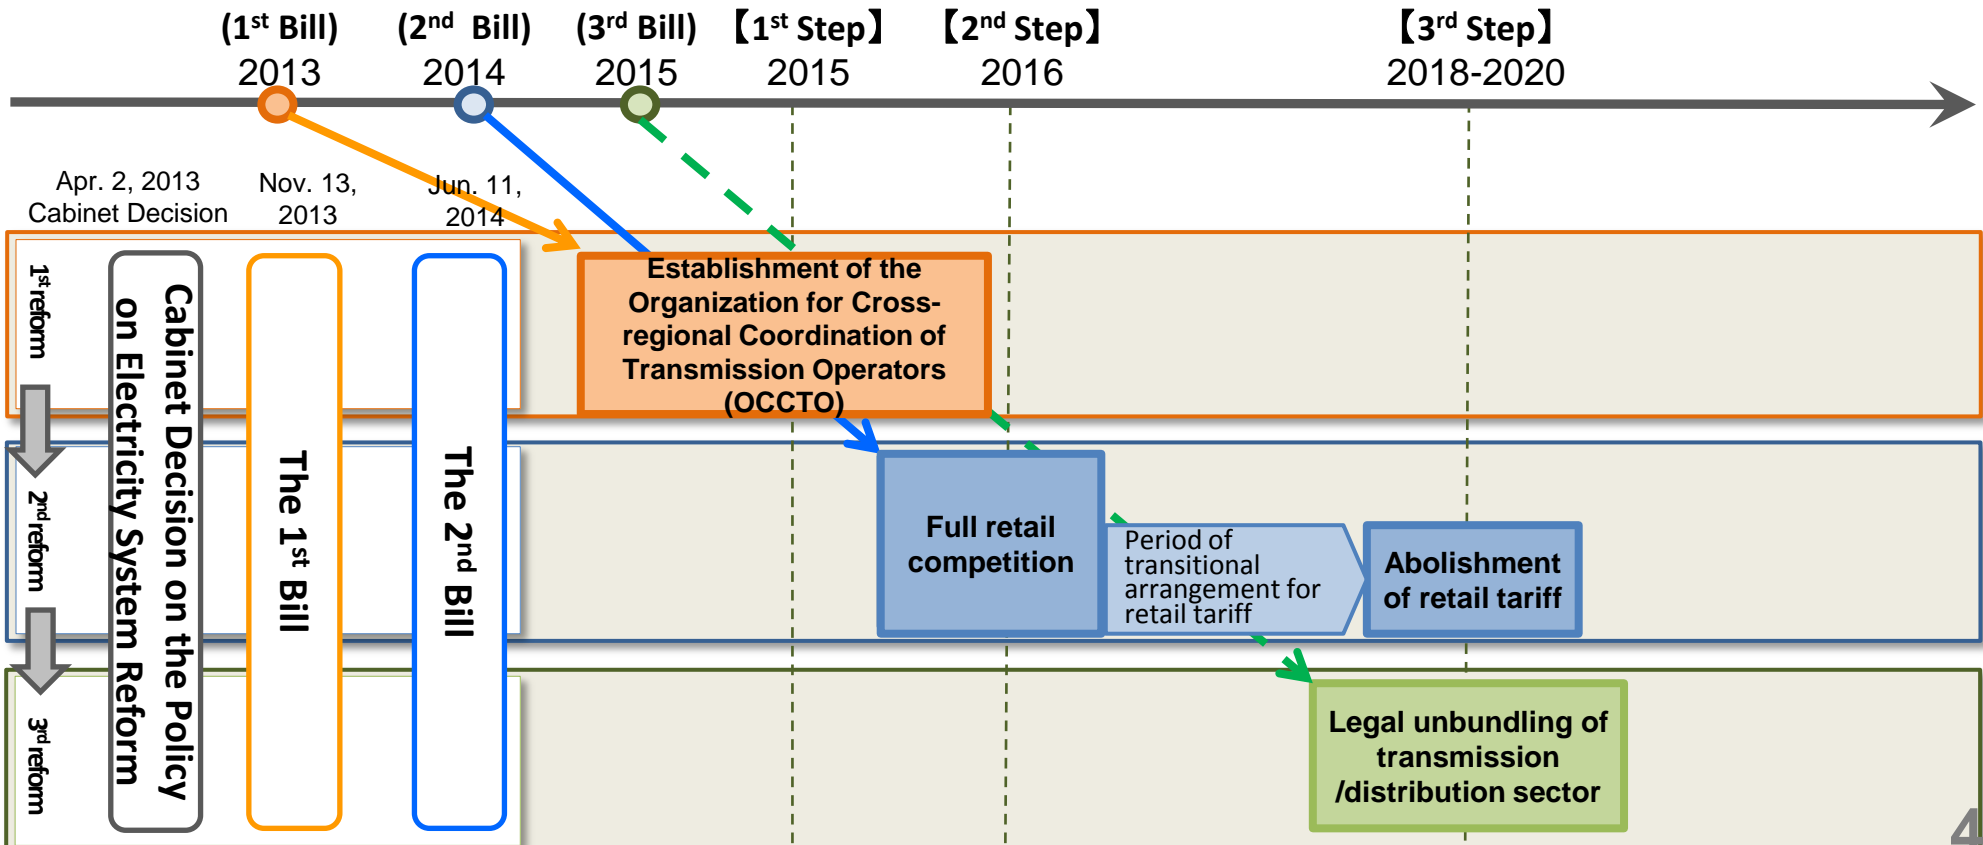 (1st Bill) (2nd Bill) (3rd Bill) 【1st Step】 【2nd Step】 【3rd Step】
2013 2014 2015 2015 2016 2018-2020
Apr. 2, 2013
Cabinet Decision
Nov. 13,
2013
Jun. 11,
2014
1st reform
2nd reform
3rd reform
Cabinet Decision on the Policy
on Electricity System Reform
The 1st Bill
The 2nd Bill
Establishment of the
Organization for Cross-
regional Coordination of
Transmission Operators
(OCCTO)
Full retail
competition
Period of
transitional
arrangement for
retail tariff
Abolishment
of retail tariff
Legal unbundling of
transmission
/distribution sector
4